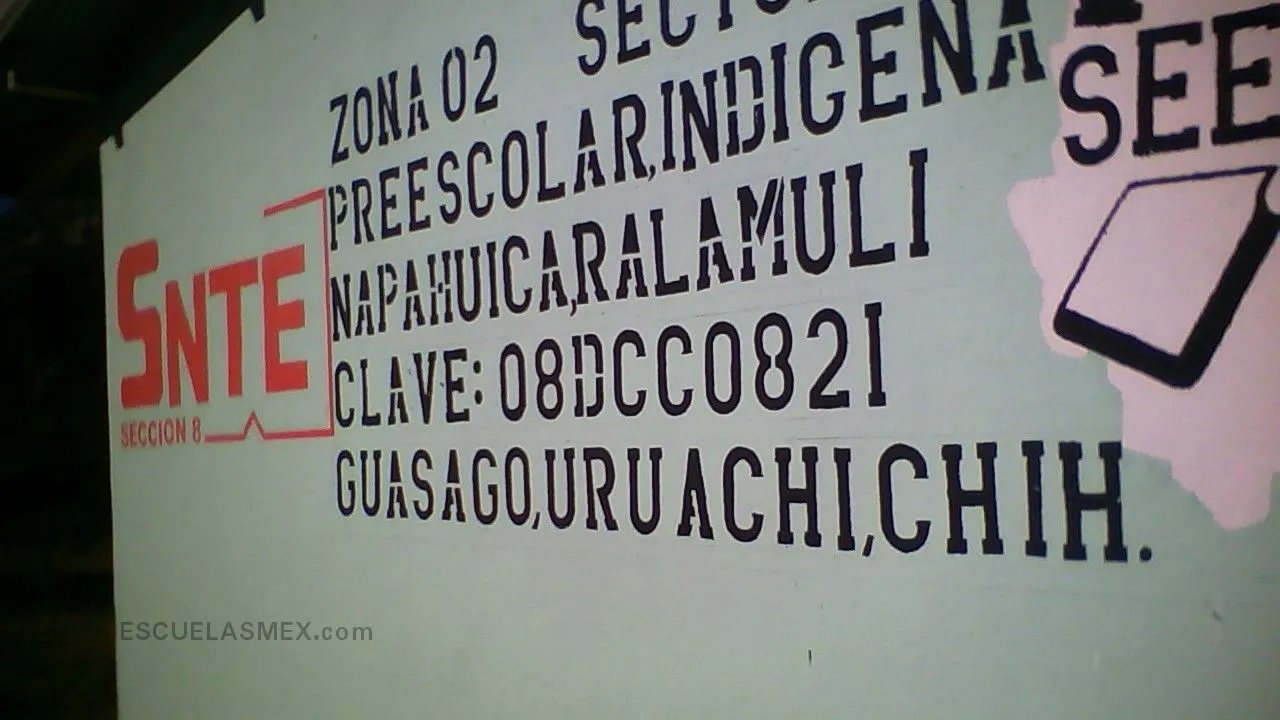 ZONA 02
PREESCOLAR,INDIGENA
NAPAHUICA,RALAMULI
CLAVE: 08DCC0821
GUASAGO,URUACHI,CHIH.
SEE
SNTE
SECCION 8
ESCUELASMEX.com